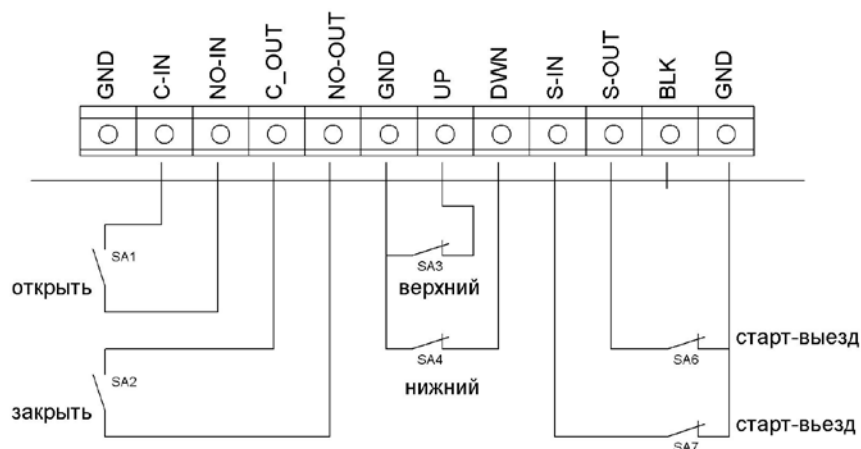 GND
C-IN
NO-IN
C_OUT
NO-OUT
GND
UP
DWN
S-IN
S-OUT
BLK
GND
SA1
открыть
SA3
верхний
SA2
закрыть
SA4
нижний
старт-выезд
SA6
старт-вьезд
SA7